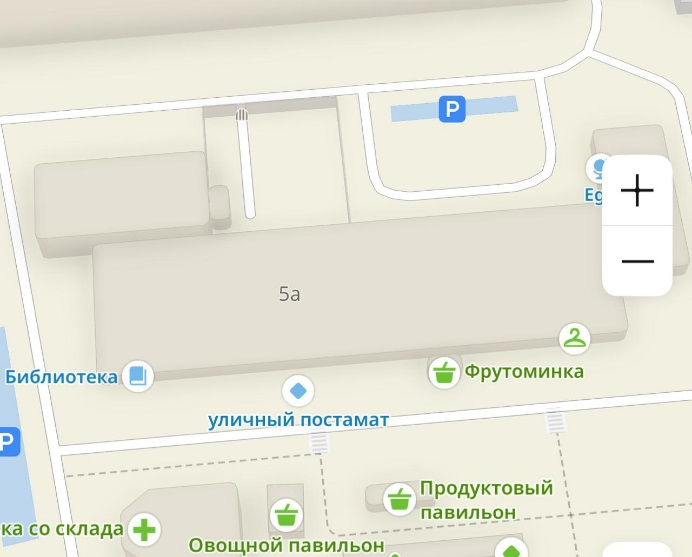 P
Eg
5а
Библиотека
Фрутоминка
уличный постамат
P
Продуктовый
павильон
ка со склада
Овощной павильон